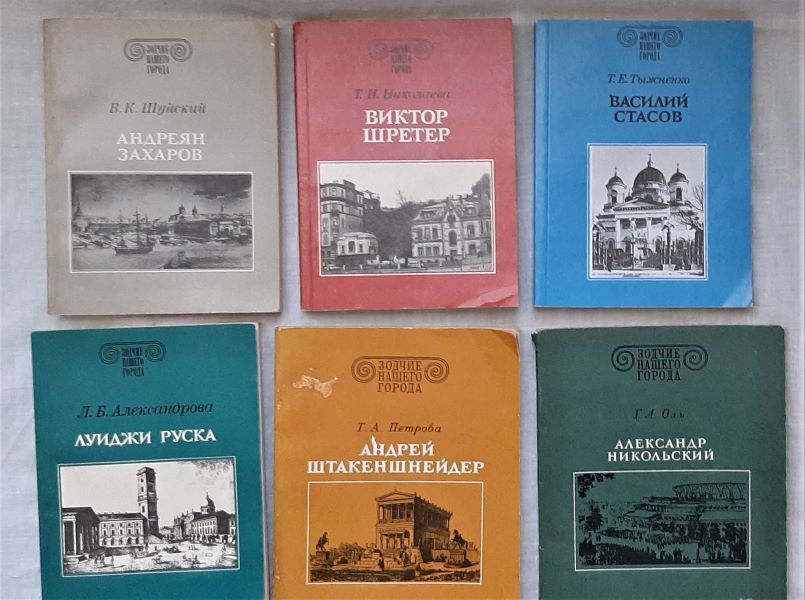 ЗОДЧИЕ
НАШЕГО
ГОРОДА
В. К. Шуйский
АНДРЕЯН
ЗАХАРОВ
ЗОДЧИЕ
НАШЕГО
ГОРОДА
Т. И. Николаева
ВИКТОР
ШРЕТЕР
ЗОДЧИЕ
НАШЕГО
ГОРОДА
Т. Е. Тыжненко
ВАСИЛИЙ
СТАСОВ
ЗОДЧИЕ
НАШЕГО
ГОРОДА
Л. Б. Александрова
ЛУИДЖИ РУСКА
ЗОДЧИЕ
НАШЕГО
ГОРОДА
Т. А. Петрова
АНДРЕЙ
ШТАКЕНШНЕЙДЕР
ЗОДЧИЕ
НАШЕГО
ГОРОДА
Г. А. Оль
АЛЕКСАНДР
НИКОЛЬСКИЙ